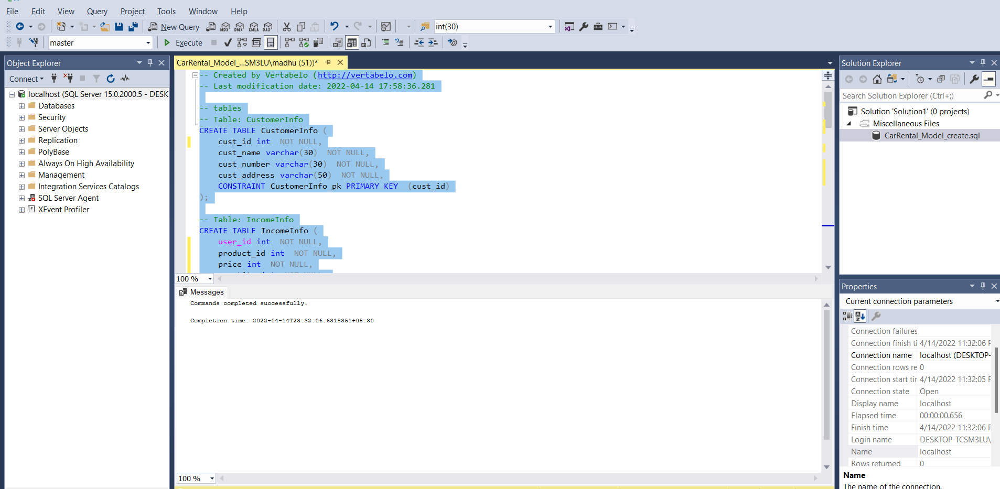 File Edit View Query Project Tools Window Help
New Query MDX DMX XMLA DAX int(30)
master Execute
Object Explorer
Connect
localhost (SQL Server 15.0.2000.5 - DESK
Databases
Security
Server Objects
Replication
PolyBase
Always On High Availability
Management
Integration Services Catalogs
SQL Server Agent
XEvent Profiler
CarRental_Model_...SM3LU\madhu (51))*
-- Created by Vertabelo (http://vertabelo.com)
-- Last modification date: 2022-04-14 17:58:36.281
-- tables
-- Table: CustomerInfo
CREATE TABLE CustomerInfo (
cust_id int NOT NULL,
cust_name varchar(30) NOT NULL,
cust_number varchar(30) NOT NULL,
cust_address varchar(50) NOT NULL,
CONSTRAINT CustomerInfo_pk PRIMARY KEY (cust_id)
);
-- Table: IncomeInfo
CREATE TABLE IncomeInfo (
user_id int NOT NULL,
product_id int NOT NULL,
price int NOT NULL,
100 %
Messages
Commands completed successfully.
Completion time: 2022-04-14T23:32:06.6318351+05:30
100 %
Solution Explorer
Search Solution Explorer (Ctrl+;)
Solution 'Solution1' (0 projects)
Miscellaneous Files
CarRental_Model_create.sql
Properties
Current connection parameters
Connection failures
Connection finish ti 4/14/2022 11:32:06 P
Connection name localhost (DESKTOP-
Connection rows re 0
Connection start tir 4/14/2022 11:32:05 P
Connection state Open
Display name localhost
Elapsed time 00:00:00.656
Finish time 4/14/2022 11:32:06 P
Login name DESKTOP-TCSM3LU\
Name localhost
Rows returned 0
Name
The name of the connection.